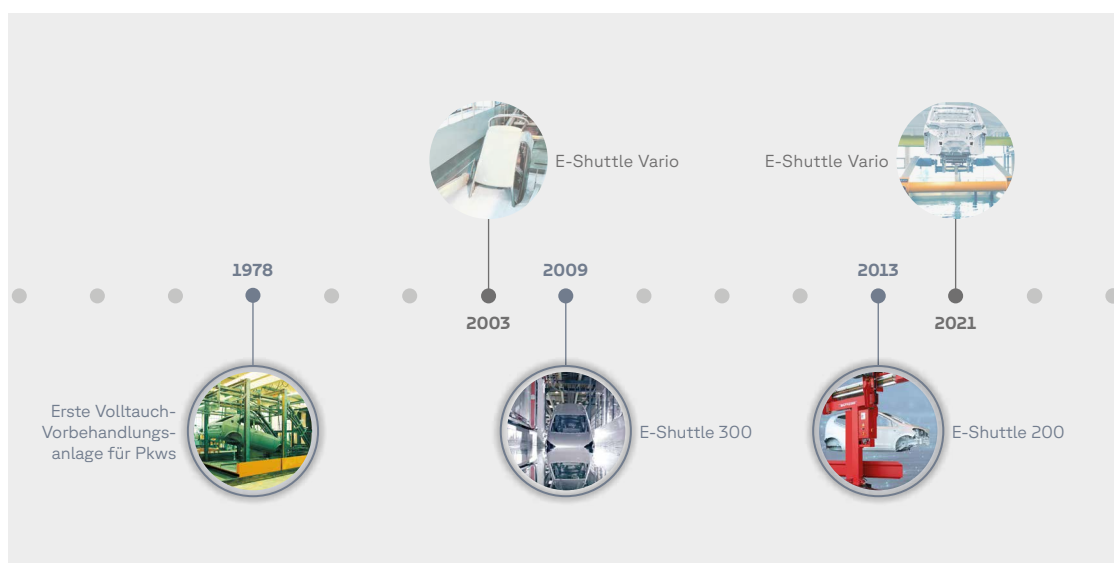 E-Shuttle Vario
E-Shuttle Vario
1978
2009
2013
2003
2021
Erste Volltauch-
Vorbehandlungs-
anlage für Pkws
E-Shuttle 300
E-Shuttle 200